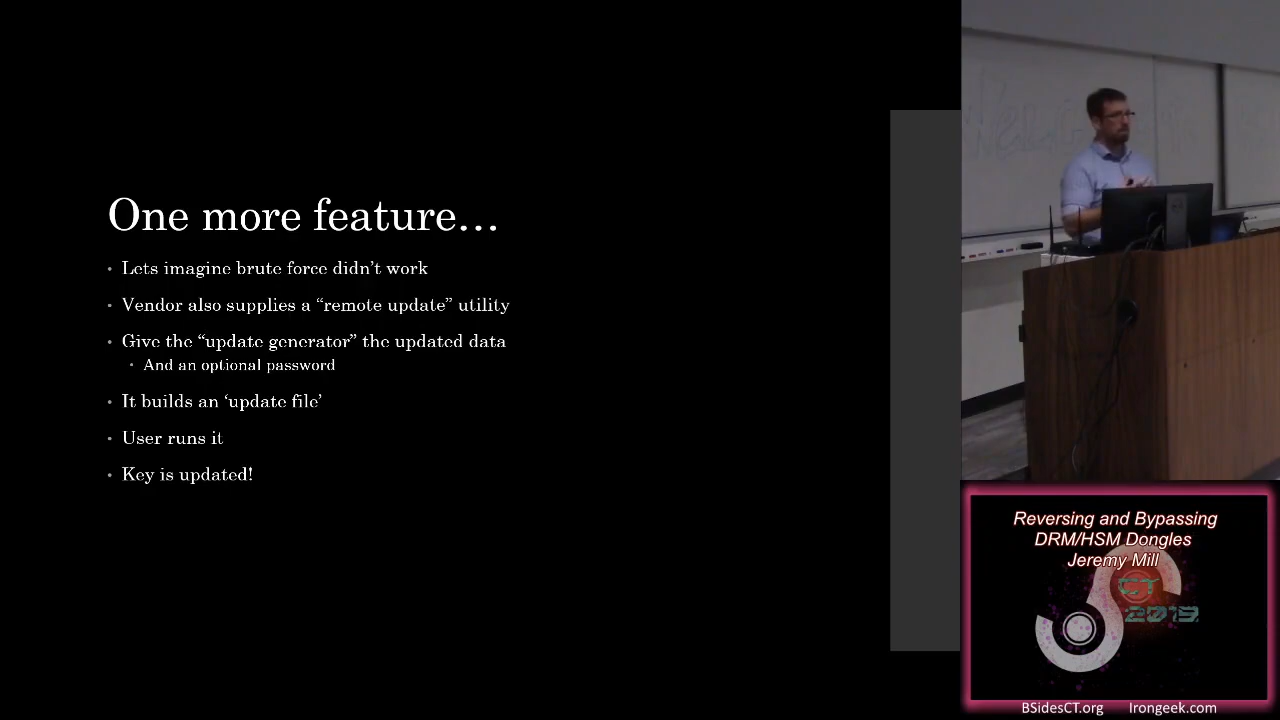 One more feature…
Lets imagine brute force didn’t work
Vendor also supplies a “remote update” utility
Give the “update generator” the updated data
And an optional password
It builds an ‘update file’
User runs it
Key is updated!
Reversing and Bypassing
DRM/HSM Dongles
Jeremy Mill
CT
2019
BSidesCT.org Irongeek.com